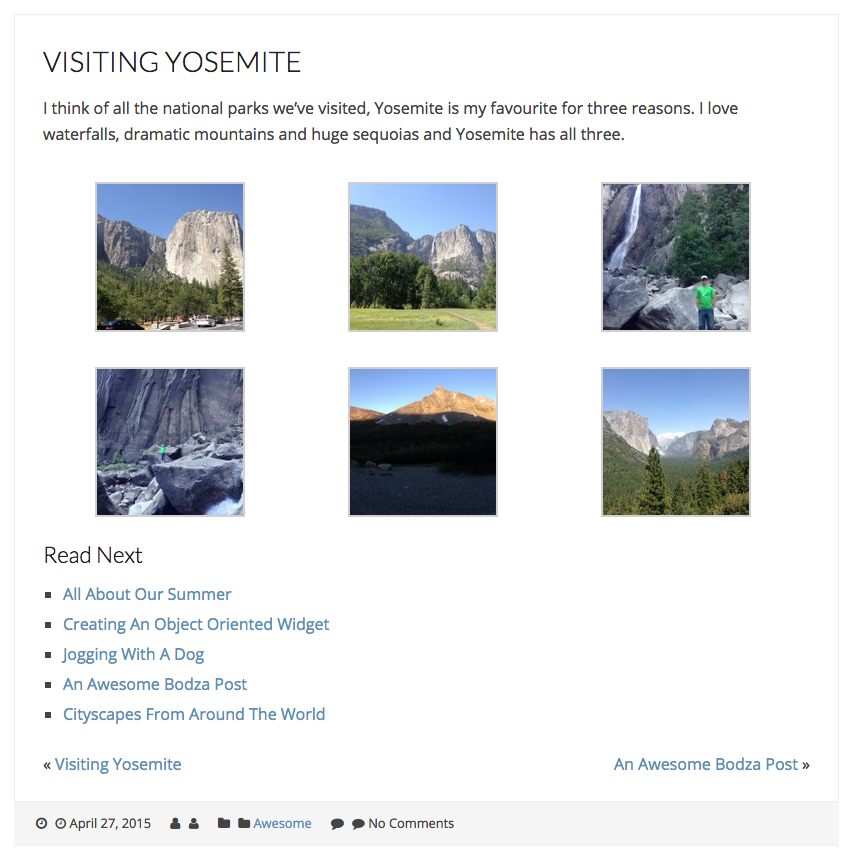 VISITING YOSEMITE
I think of all the national parks we’ve visited, Yosemite is my favourite for three reasons. I love
waterfalls, dramatic mountains and huge sequoias and Yosemite has all three.
Read Next
All About Our Summer
Creating An Object Oriented Widget
Jogging With A Dog
An Awesome Bodza Post
Cityscapes From Around The World
« Visiting Yosemite An Awesome Bodza Post »
April 27, 2015 Awesome No Comments